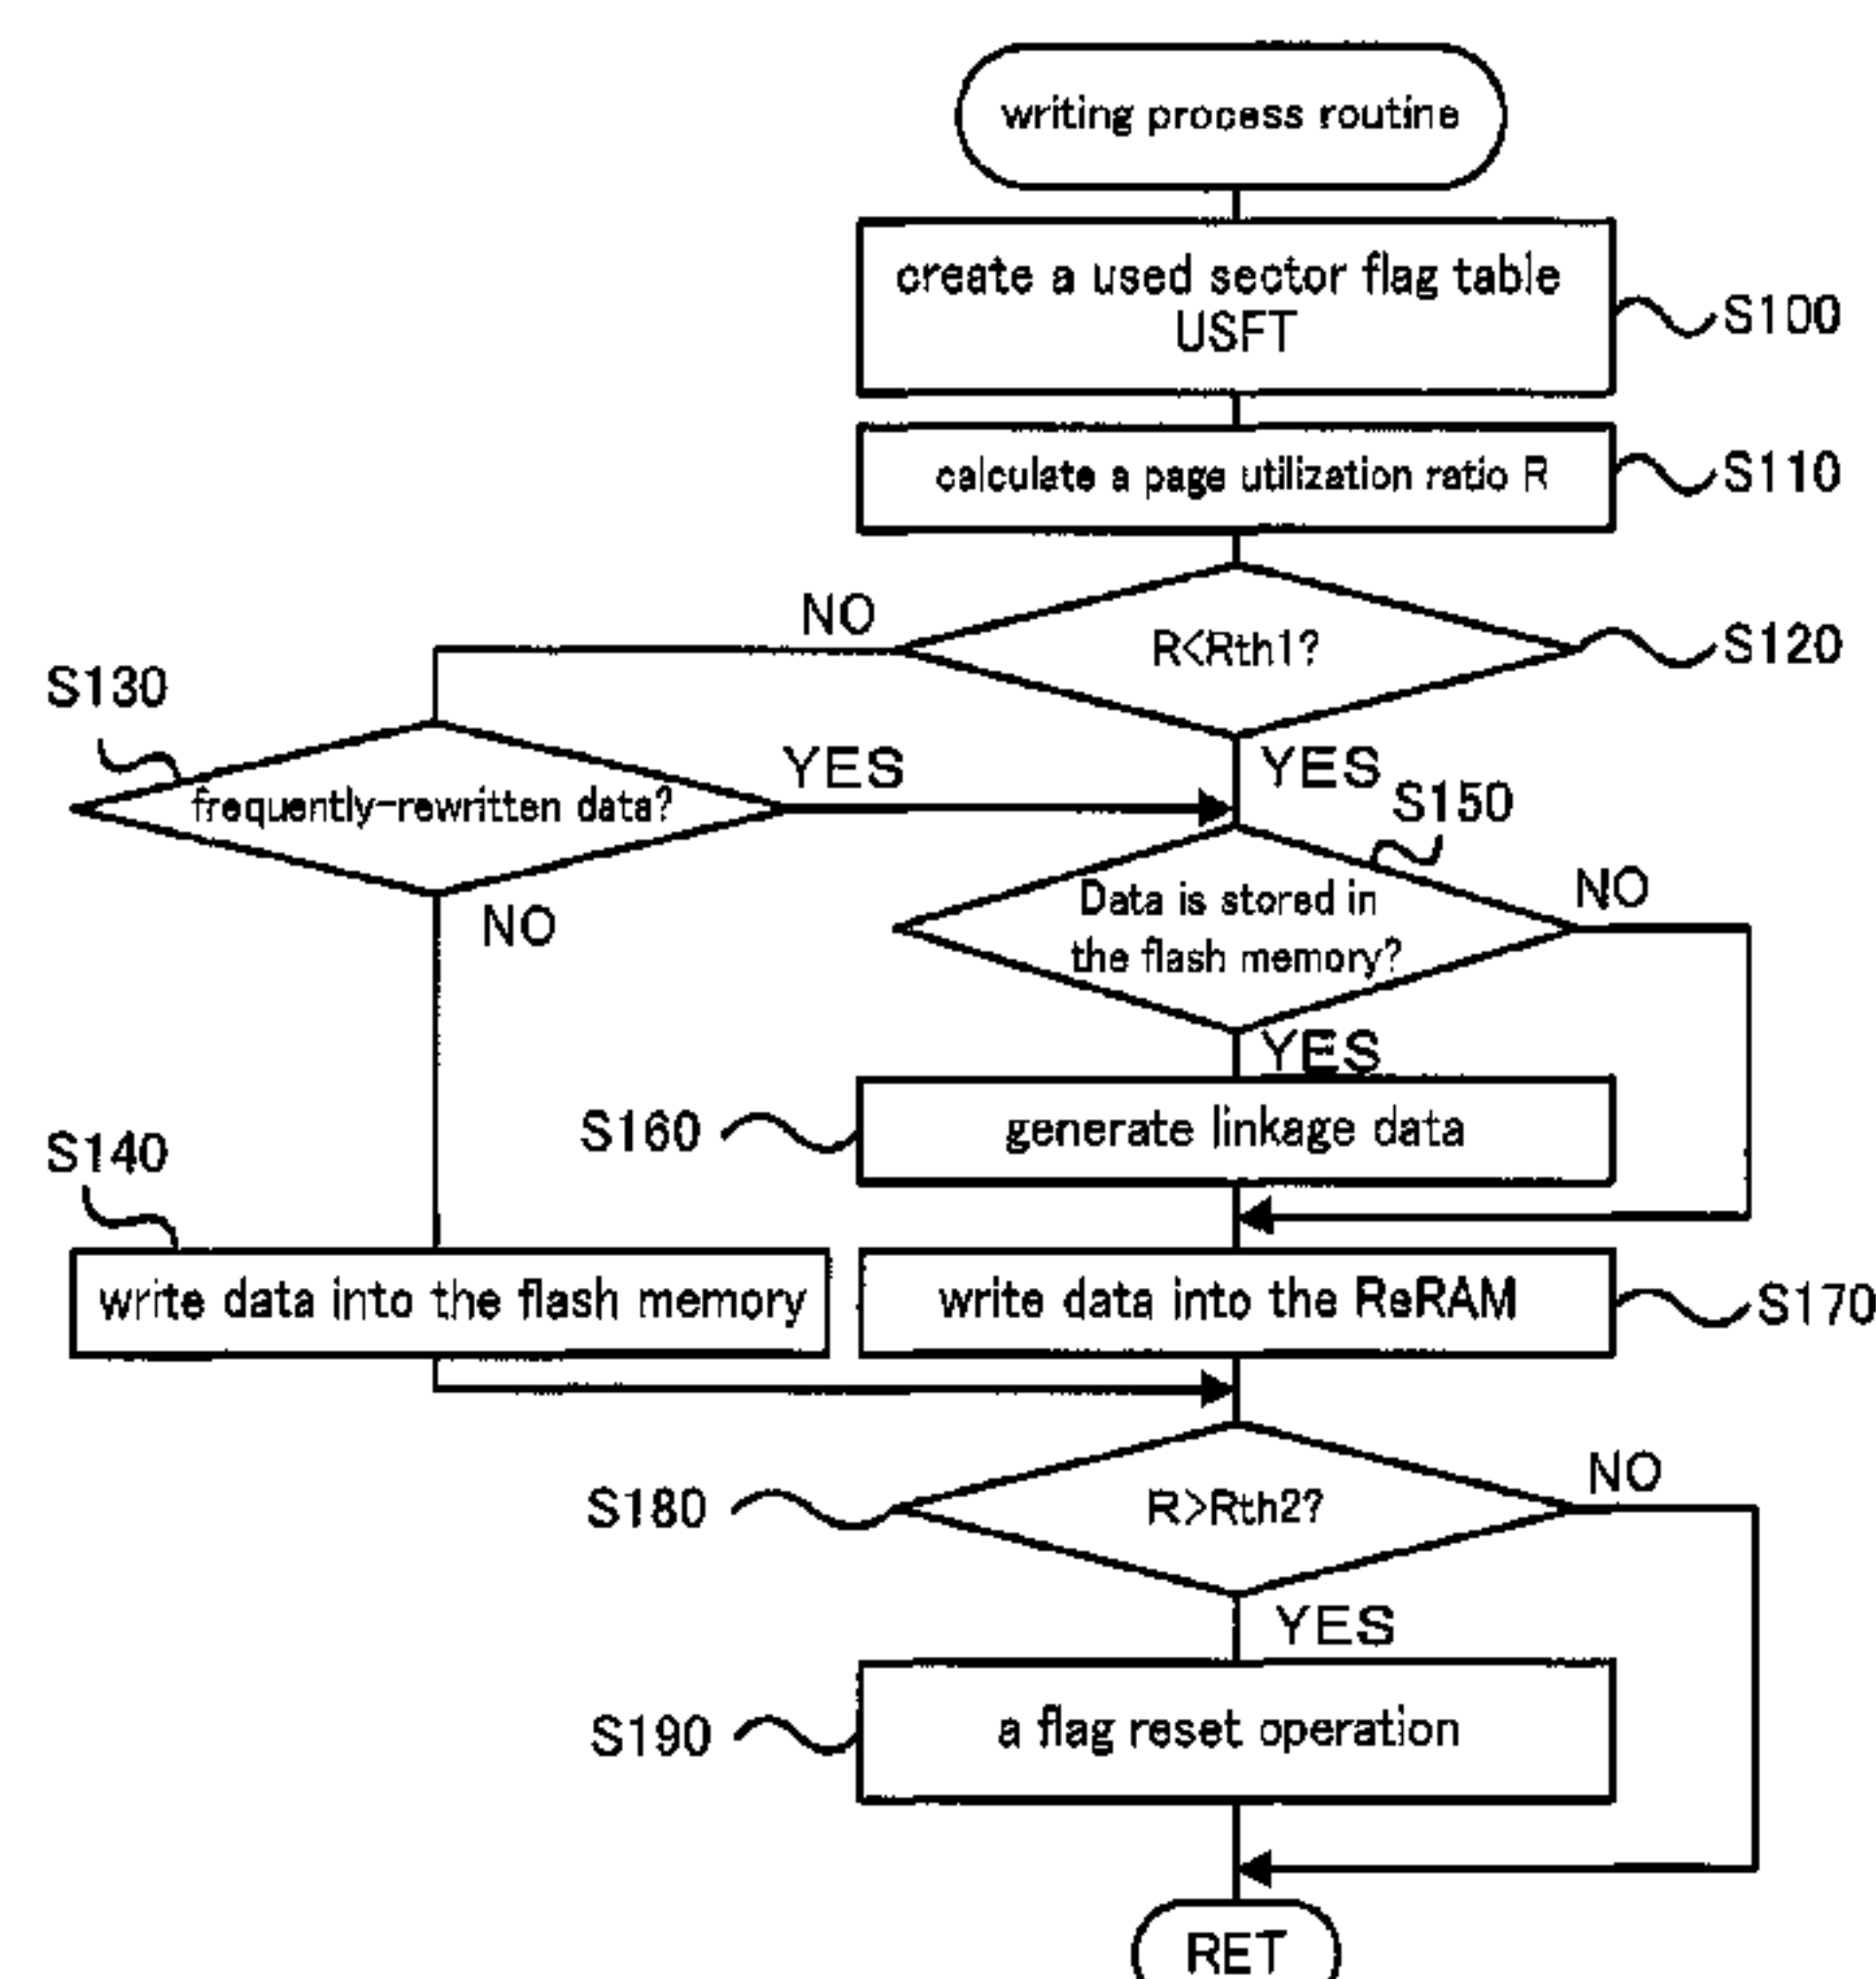 writing process routine
create a used sector flag table
USFT
S100
calculate a page utilization ratio R
S110
NO
R<Rth1?
S120
S130
YES
YES
S150
frequently-rewritten data?
NO
Data is stored in
the flash memory?
NO
YES
S160
generate linkage data
S140
write data into the flash memory
write data into the ReRAM
S170
S180
R>Rth2?
NO
YES
S190
a flag reset operation
RET